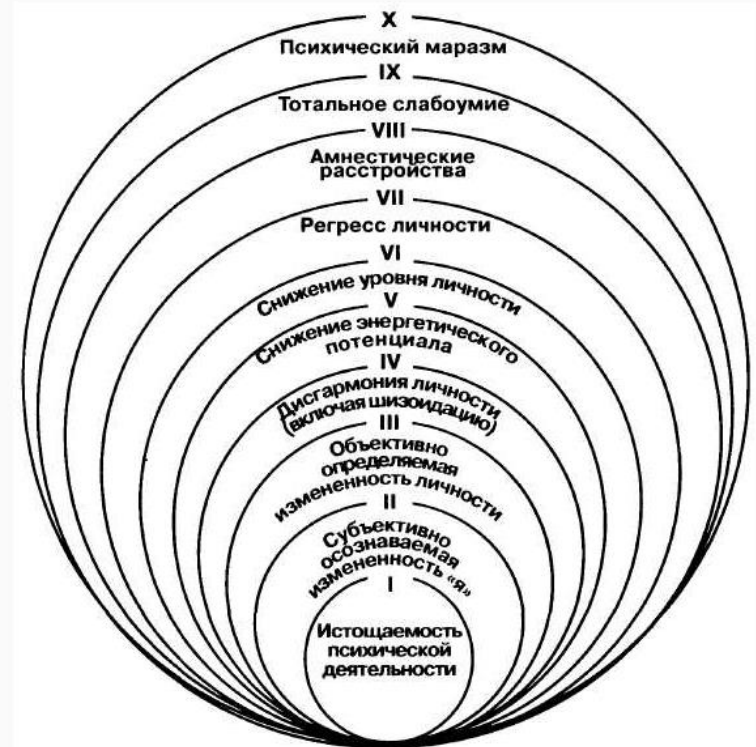 X
Психический маразм
IX
Тотальное слабоумие
VIII
Амнестические
расстройства
VII
Регресс личности
VI
Снижение уровня личности
V
Снижение энергетического
потенциала
IV
Дисгармония личности
(включая шизоидацию)
III
Объективно
определяемая
измененность личности
II
Субъективно
осознаваемая
измененность «я»
I
Истощаемость
психической
деятельности